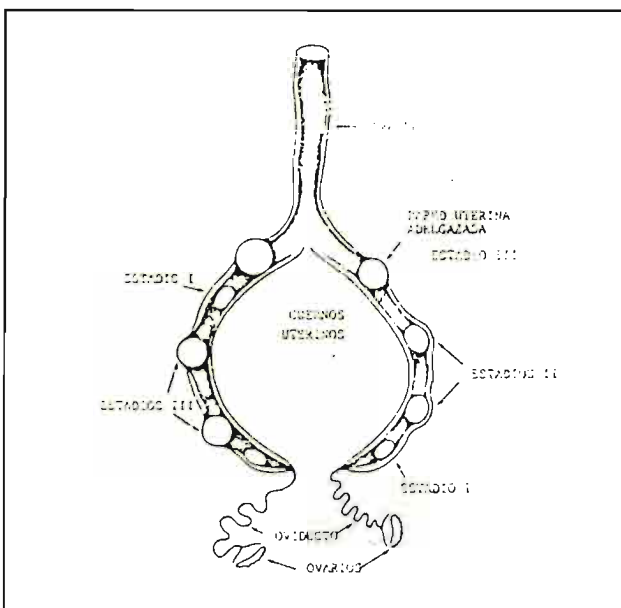 PARED UTERINA
ADELGAZADA
ESTADIO III
ESTADIO I
CUERNOS
UTERINOS
ESTADIOS II
ESTADIOS III
ESTADIO I
OVIDUCTO
OVARIOS